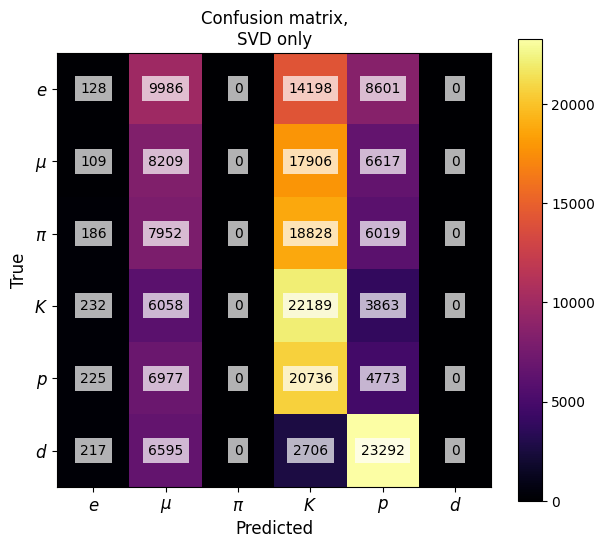 Confusion matrix,
SVD only
True
e 128 9986 0 14198 8601 0
μ 109 8209 0 17906 6617 0
π 186 7952 0 18828 6019 0
K 232 6058 0 22189 3863 0
p 225 6977 0 20736 4773 0
d 217 6595 0 2706 23292 0
e μ π K p d
Predicted
20000
15000
10000
5000
0